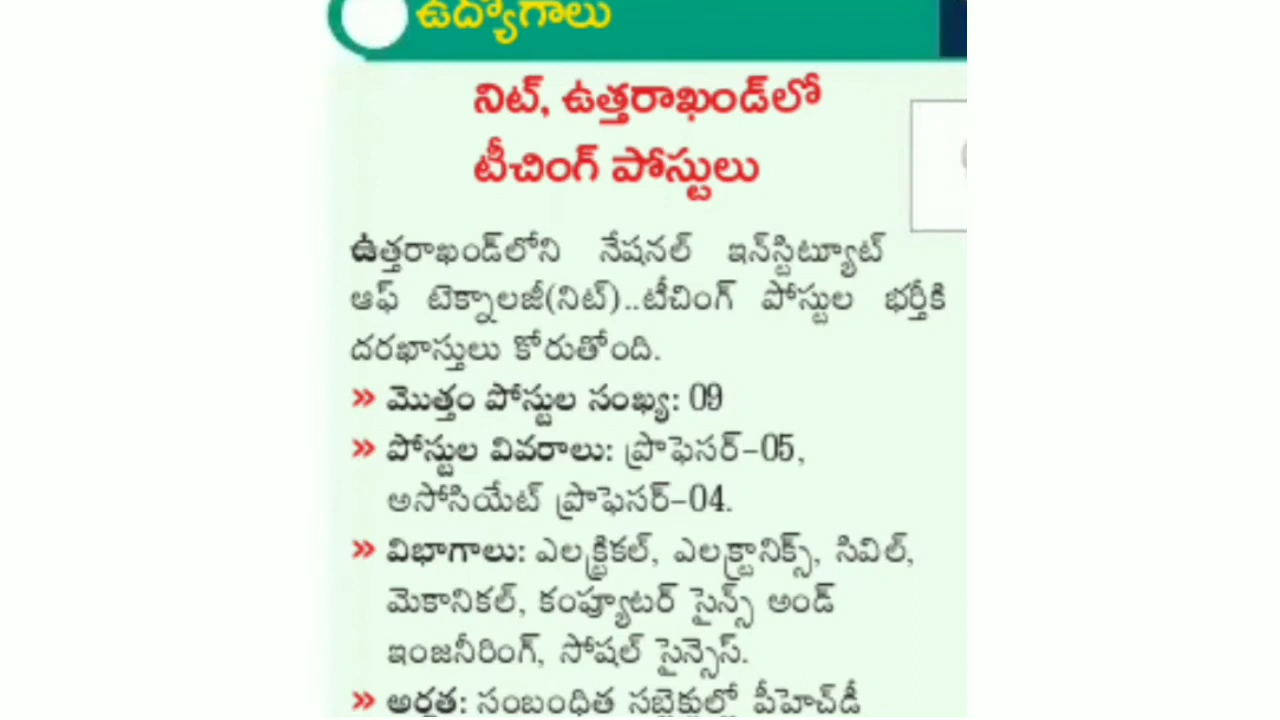 ఉద్యోగాలు
నిట్, ఉత్తరాఖండ్‌లో
టీచింగ్ పోస్టులు
ఉత్తరాఖండ్‌లోని నేషనల్ ఇన్‌స్టిట్యూట్
ఆఫ్ టెక్నాలజీ(నిట్)..టీచింగ్ పోస్టుల భర్తీకి
దరఖాస్తులు కోరుతోంది.
» మొత్తం పోస్టుల సంఖ్య: 09
» పోస్టుల వివరాలు: ప్రొఫెసర్–05,
అసోసియేట్ ప్రొఫెసర్–04.
» విభాగాలు: ఎలక్ట్రికల్, ఎలక్ట్రానిక్స్, సివిల్,
మెకానికల్, కంప్యూటర్ సైన్స్ అండ్
ఇంజనీరింగ్, సోషల్ సైన్సెస్.
» అర్హత: సంబంధిత సబ్జెక్టుల్లో పీహెచ్‌డీ